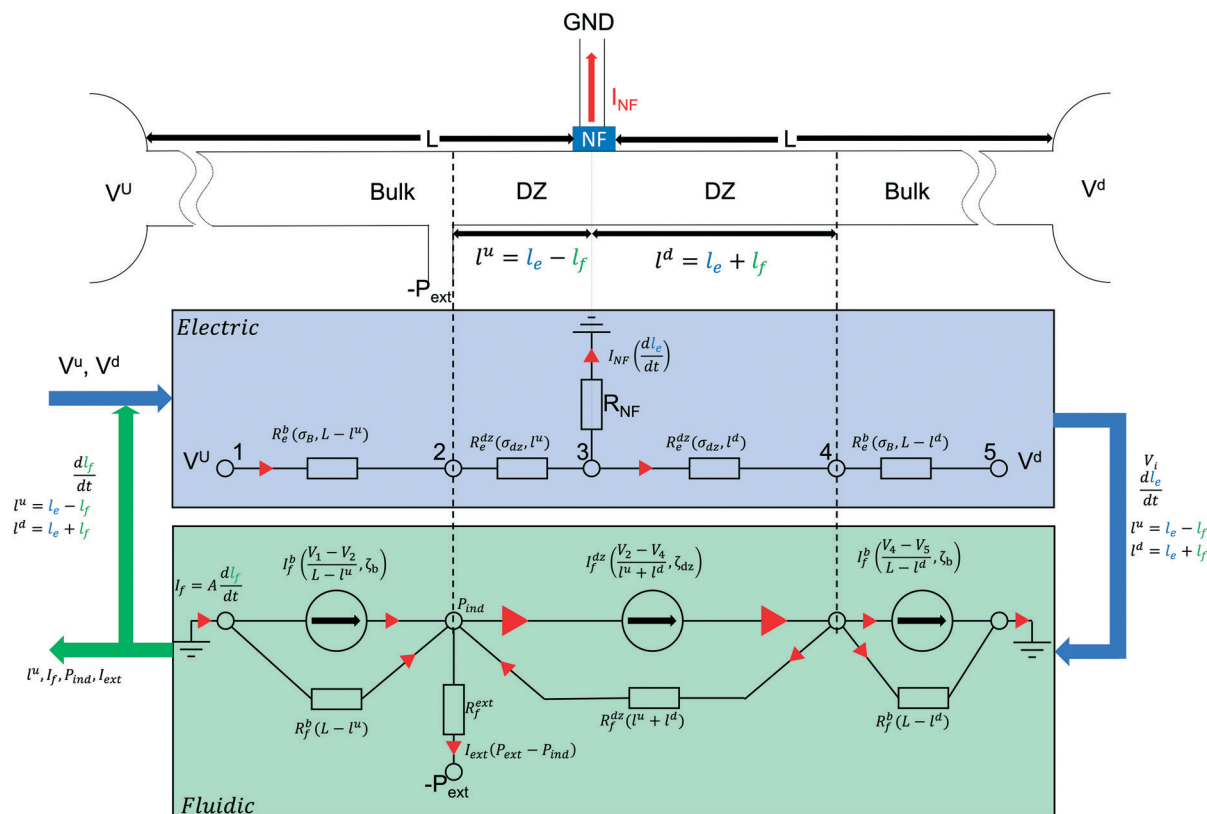 GND
I_NF
NF
L
L
V^U
Bulk
DZ
DZ
Bulk
V^d
l^u = l_e − l_f
l^d = l_e + l_f
-P_ext
Electric
V^u, V^d
I_NF (dl_e/dt)
R_NF
R_e^b(σ_B, L − l^u)
R_e^dz(σ_dz, l^u)
R_e^dz(σ_dz, l^d)
R_e^b(σ_B, L − l^d)
V^U
1
2
3
4
5
V^d
dl_f/dt
l^u = l_e − l_f
l^d = l_e + l_f
V_i
dl_e/dt
l^u = l_e − l_f
l^d = l_e + l_f
I_f^b ((V_1 − V_2)/(L − l^u), ζ_b)
I_f^dz ((V_2 − V_4)/(l^u + l^d), ζ_dz)
I_f^b ((V_4 − V_5)/(L − l^d), ζ_b)
I_f = A dl_f/dt
P_ind
l^u, I_f, P_ind, I_ext
R_f^b(L − l^u)
R_f^ext
R_f^dz(l^u + l^d)
R_f^b(L − l^d)
I_ext(P_ext − P_ind)
-P_ext
Fluidic